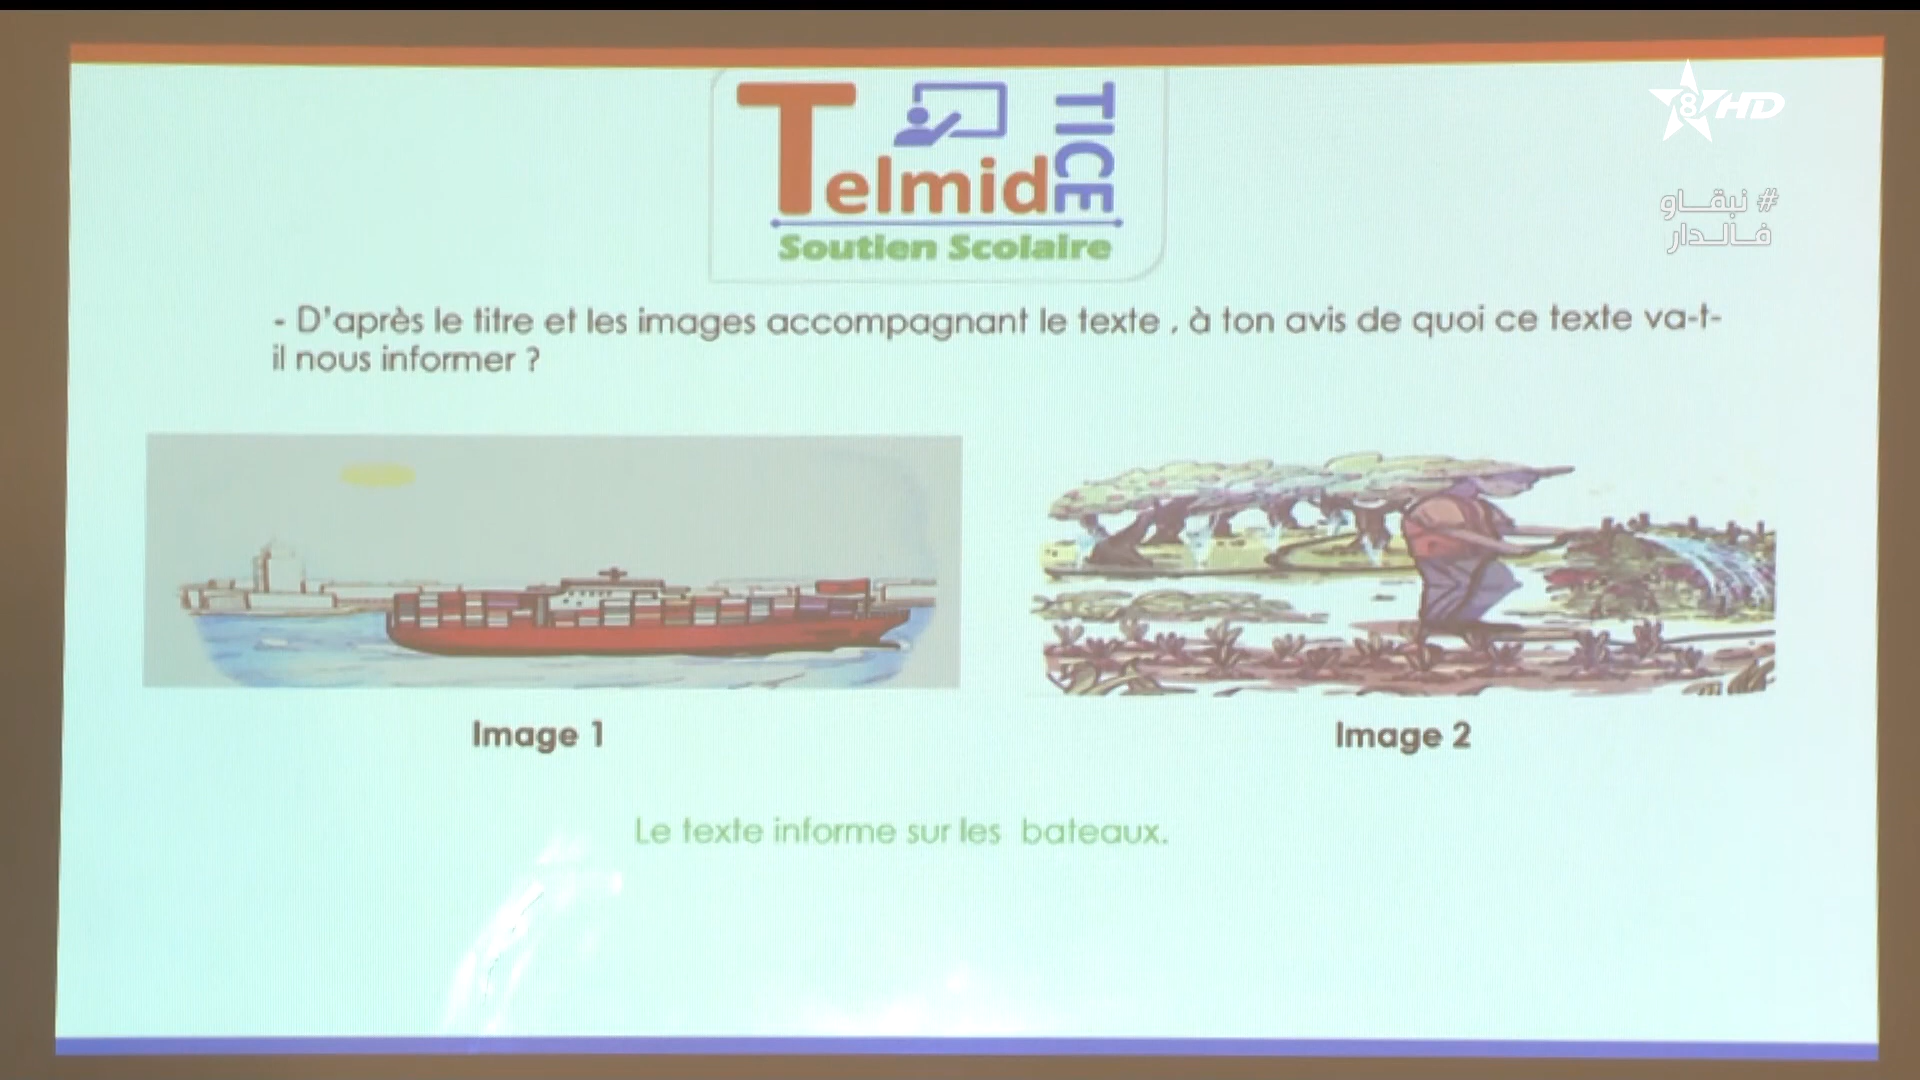 Telmid TICE
Soutien Scolaire
8 HD
# نبقاو
فالدار
- D'après le titre et les images accompagnant le texte , à ton avis de quoi ce texte va-t-
il nous informer ?
Image 1
Image 2
Le texte informe sur les bateaux.